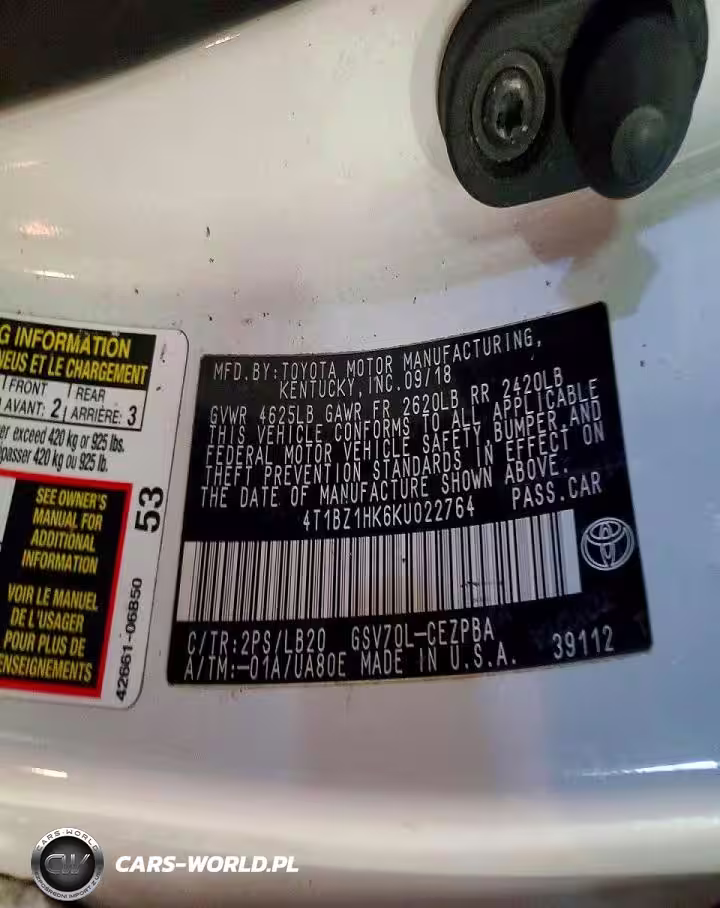 G INFORMATION
NEUS ET LE CHARGEMENT
FRONT REAR
AVANT: 2 ARRIÈRE: 3
er exceed 420 kg or 925 lbs.
passer 420 kg ou 925 lb.
SEE OWNER'S
MANUAL FOR
ADDITIONAL
INFORMATION
VOIR LE MANUEL
DE L'USAGER
POUR PLUS DE
ENSEIGNEMENTS
53
42661-06B50
MFD.BY:TOYOTA MOTOR MANUFACTURING,
KENTUCKY, INC.09/18
GVWR 4625LB GAWR FR 2620LB RR 2420LB
THIS VEHICLE CONFORMS TO ALL APPLICABLE
FEDERAL MOTOR VEHICLE SAFETY,BUMPER,AND
THEFT PREVENTION STANDARDS IN EFFECT ON
THE DATE OF MANUFACTURE SHOWN ABOVE.
4T1BZ1HK6KU022764 PASS.CAR
C/TR:2PS/LB20 GSV70L-CEZPBA
A/TM:-01A/UA80E MADE IN U.S.A. 39112
CARS-WORLD
CW
CARS-WORLD.PL